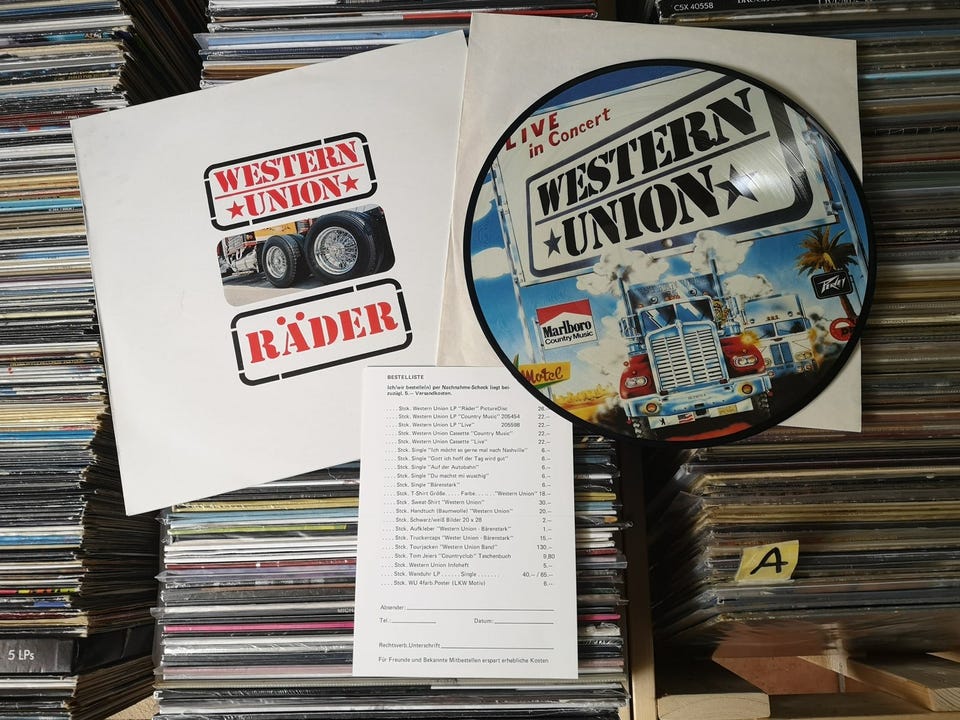 CSX 40558
WESTERN
UNION
RÄDER
LIVE
in Concert
WESTERN
UNION
Marlboro
Country Music
Motel
Peavey
BESTELLISTE
Ich/wir bestelle(n) per Nachnahme-Scheck liegt bei-
zuzügl. 5.-- Versandkosten.
. . . . Stck. Western Union LP "Räder" PictureDisc 26.--
. . . . Stck. Western Union LP "Country Music" 205454 22.--
. . . . Stck. Western Union LP "Live" 205598 22.--
. . . . Stck. Western Union Cassette "Country Music" 22.--
. . . . Stck. Western Union Cassette "Live" 22.--
. . . . Stck. Single "Ich möcht so gerne mal nach Nashville" 6.--
. . . . Stck. Single "Gott ich hoff der Tag wird gut" 6.--
. . . . Stck. Single "Auf der Autobahn" 6.--
. . . . Stck. Single "Du machst mi wuschig" 6.--
. . . . Stck. Single "Bärenstark" 6.--
. . . . Stck. T-Shirt Größe. . . . . Farbe. . . . . . "Western Union" 18.--
. . . . Stck. Sweat-Shirt "Western Union" 30.--
. . . . Stck. Handtuch (Baumwolle) "Western Union" 20.--
. . . . Stck. Schwarz/weiß Bilder 20 x 28 2.--
. . . . Stck. Aufkleber "Western Union - Bärenstark" 1.--
. . . . Stck. Truckercaps "Wester Union - Bärenstark" 15.--
. . . . Stck. Tourjacken "Western Union Band" 130.--
. . . . Stck. Tom Jeiers "Countryclub" Taschenbuch 9,80
. . . . Stck. Western Union Infoheft 5.--
. . . . Stck. Wanduhr LP . . . . . . Single . . . . . . . 40.-- / 65.--
. . . . Stck. WU 4farb Poster (LKW Motiv) 6.--
Absender:
Tel.: Datum:
Rechtsverb.Unterschrift
Für Freunde und Bekannte Mitbestellen erspart erhebliche Kosten
A
5 LPs